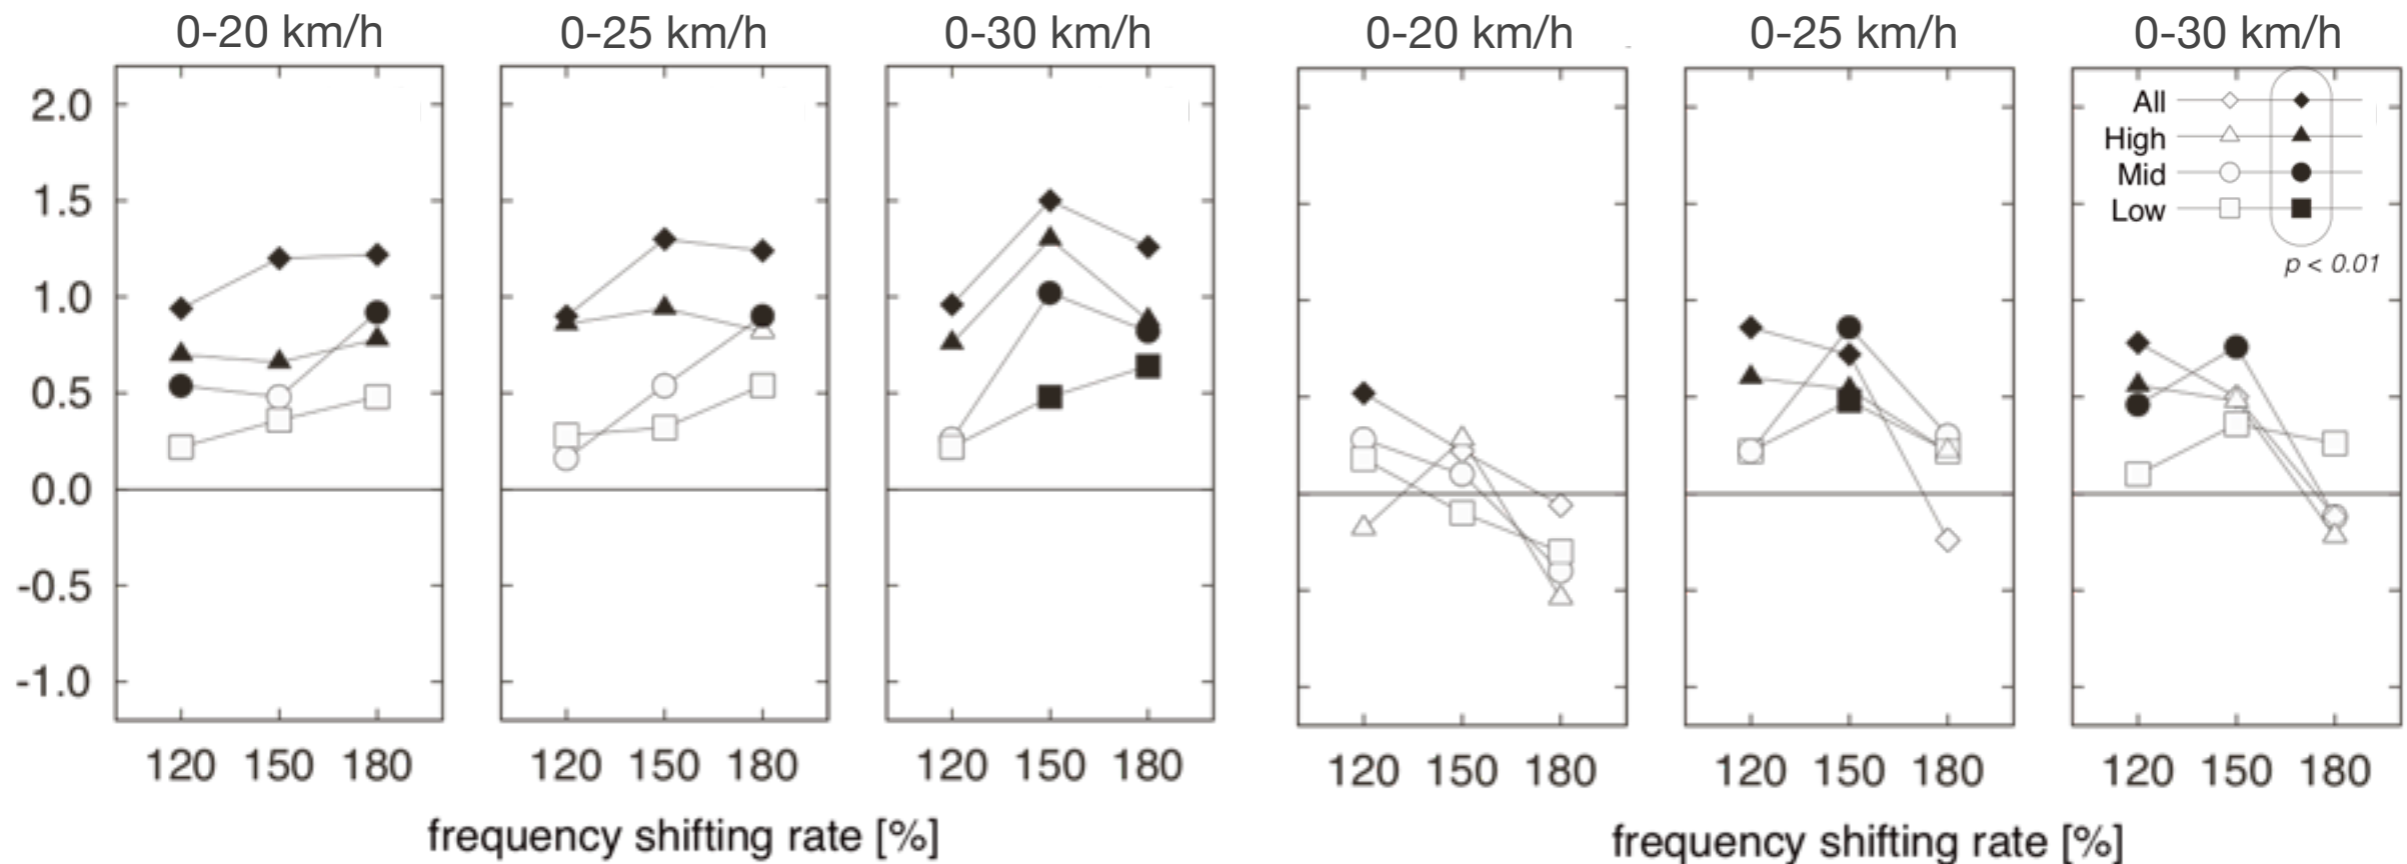 0-20 km/h 0-25 km/h 0-30 km/h 0-20 km/h 0-25 km/h 0-30 km/h
2.0
1.5
1.0
0.5
0.0
-0.5
-1.0
All
High
Mid
Low
p < 0.01
120 150 180 120 150 180 120 150 180 120 150 180 120 150 180 120 150 180
frequency shifting rate [%] frequency shifting rate [%]